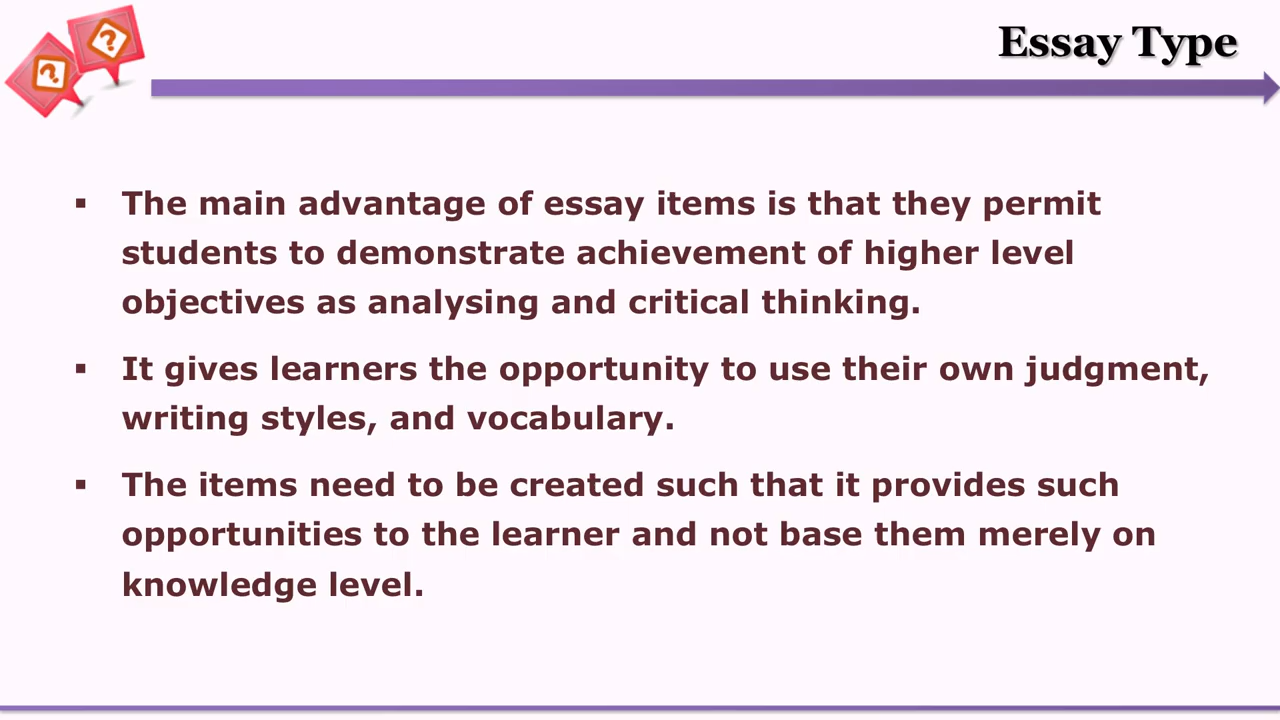 Essay Type
▪ The main advantage of essay items is that they permit
students to demonstrate achievement of higher level
objectives as analysing and critical thinking.
▪ It gives learners the opportunity to use their own judgment,
writing styles, and vocabulary.
▪ The items need to be created such that it provides such
opportunities to the learner and not base them merely on
knowledge level.